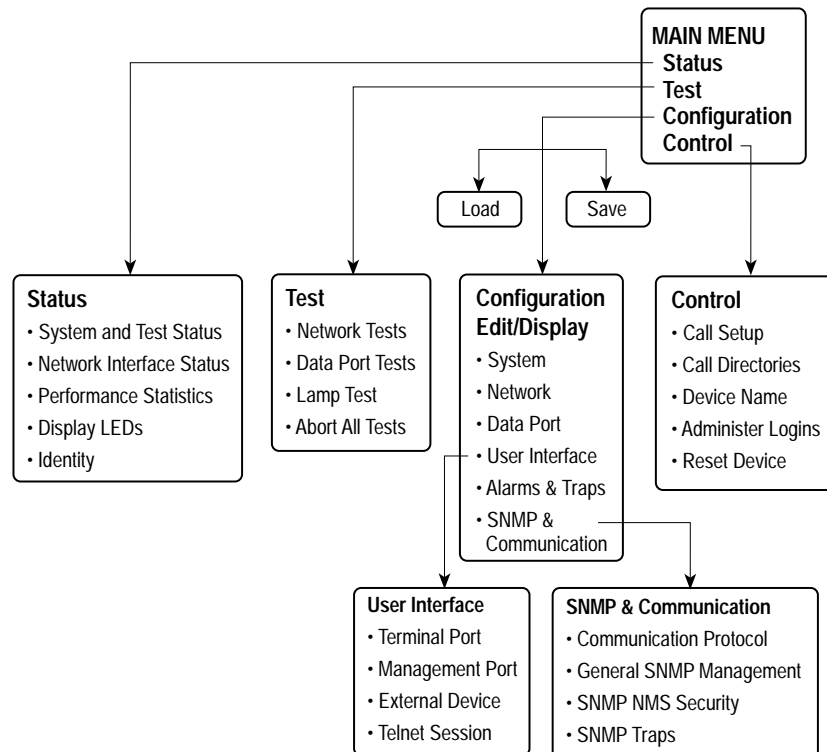 MAIN MENU
Status
Test
Configuration
Control
Load
Save
Status
• System and Test Status
• Network Interface Status
• Performance Statistics
• Display LEDs
• Identity
Test
• Network Tests
• Data Port Tests
• Lamp Test
• Abort All Tests
Configuration
Edit/Display
• System
• Network
• Data Port
• User Interface
• Alarms & Traps
• SNMP &
Communication
Control
• Call Setup
• Call Directories
• Device Name
• Administer Logins
• Reset Device
User Interface
• Terminal Port
• Management Port
• External Device
• Telnet Session
SNMP & Communication
• Communication Protocol
• General SNMP Management
• SNMP NMS Security
• SNMP Traps